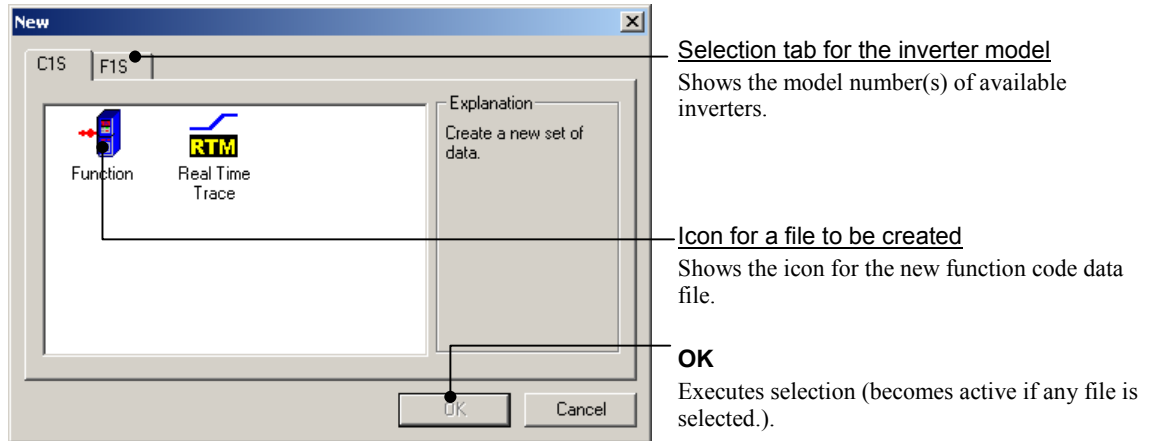 New
C1S
F1S
Function
Real Time
Trace
RTM
Explanation
Create a new set of
data.
OK
Cancel
Selection tab for the inverter model
Shows the model number(s) of available
inverters.
Icon for a file to be created
Shows the icon for the new function code data
file.
OK
Executes selection (becomes active if any file is
selected.).